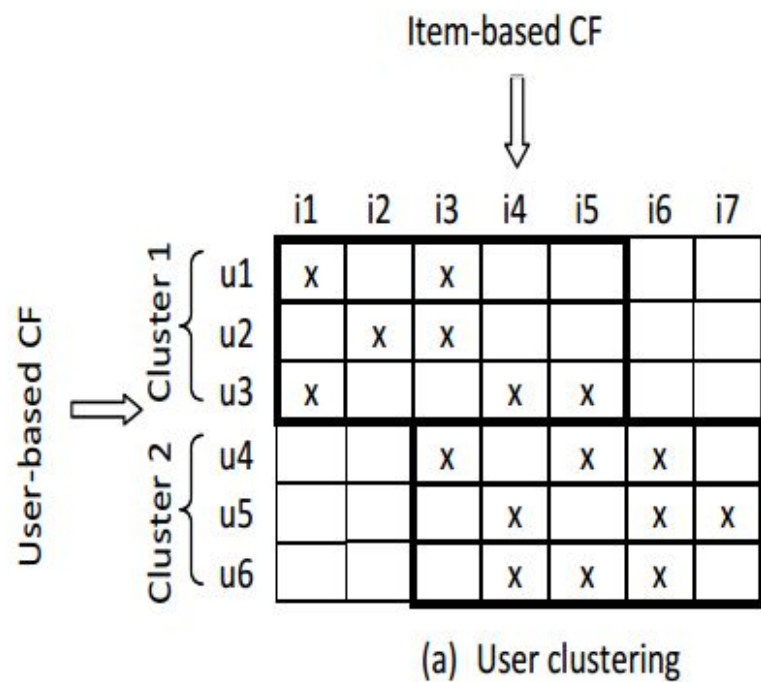 Item-based CF
i1 i2 i3 i4 i5 i6 i7
User-based CF
Cluster 1
u1 x x
u2 x x
u3 x x x
Cluster 2
u4 x x x
u5 x x x
u6 x x x
(a) User clustering